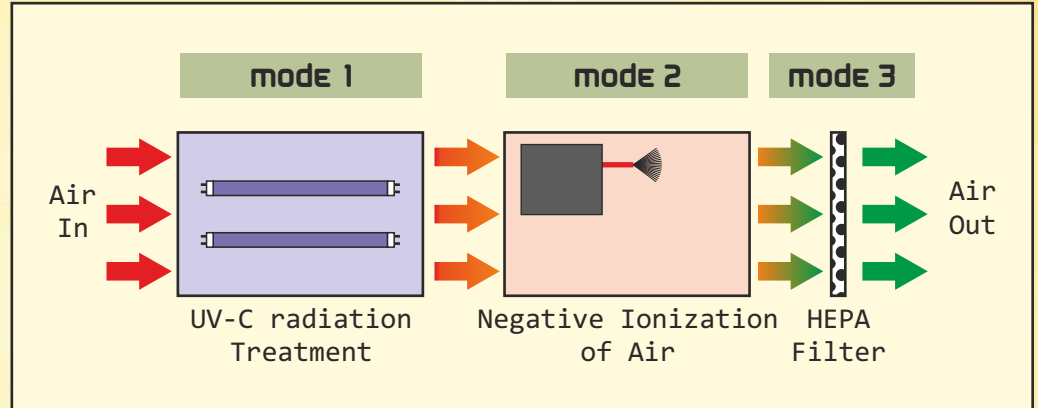 mode 1
mode 2
mode 3
Air
In
Air
Out
UV-C radiation
Treatment
Negative Ionization
of Air
HEPA
Filter